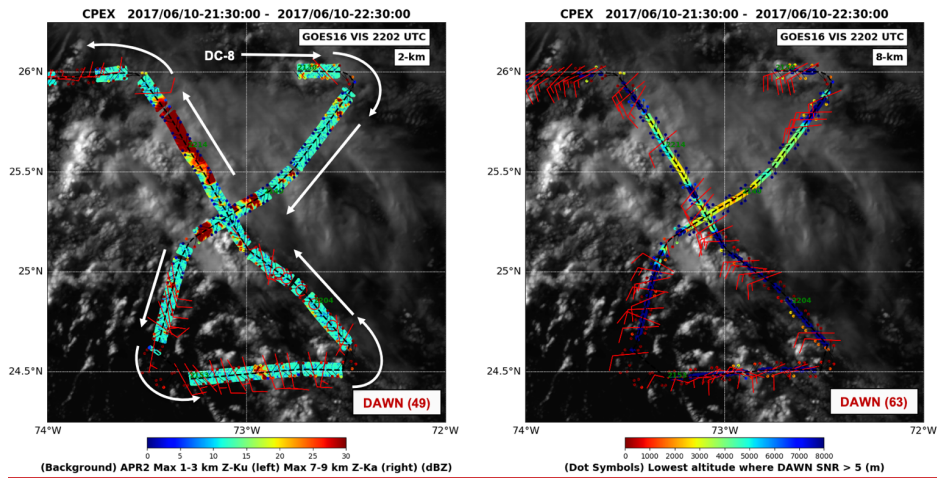 CPEX 2017/06/10-21:30:00 - 2017/06/10-22:30:00
GOES16 VIS 2202 UTC
2-km
DC-8
26°N
25.5°N
25°N
24.5°N
2204
DAWN (49)
74°W
73°W
72°W
0 5 10 15 20 25 30
(Background) APR2 Max 1-3 km Z-Ku (left) Max 7-9 km Z-Ka (right) (dBZ)
CPEX 2017/06/10-21:30:00 - 2017/06/10-22:30:00
GOES16 VIS 2202 UTC
8-km
26°N
25.5°N
25°N
24.5°N
2204
DAWN (63)
74°W
73°W
72°W
0 1000 2000 3000 4000 5000 6000 7000 8000
(Dot Symbols) Lowest altitude where DAWN SNR > 5 (m)